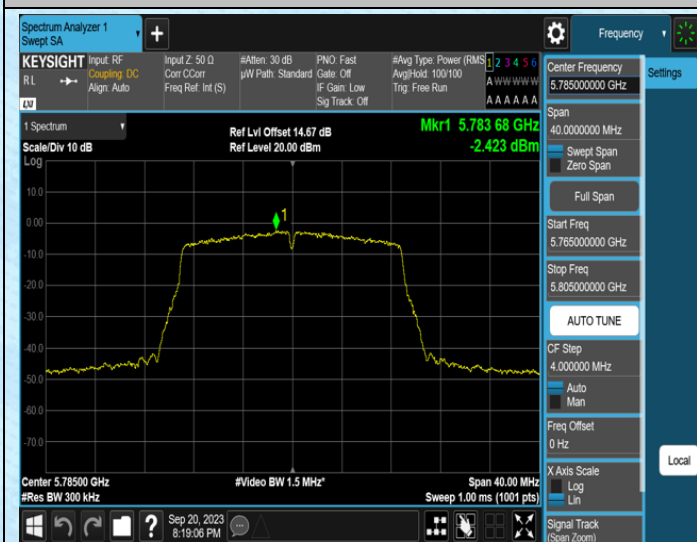 Spectrum Analyzer 1
Swept SA
Frequency
KEYSIGHT
RL
LXI
Input: RF
Coupling: DC
Align: Auto
Input Z: 50 Ω
Corr CCorr
Freq Ref: Int (S)
#Atten: 30 dB
µW Path: Standard
PNO: Fast
Gate: Off
IF Gain: Low
Sig Track: Off
#Avg Type: Power (RMS
Avg|Hold: 100/100
Trig: Free Run
1 2 3 4 5 6
A W W W W W
A A A A A A
1 Spectrum
Scale/Div 10 dB
Log
Ref Lvl Offset 14.67 dB
Ref Level 20.00 dBm
Mkr1 5.783 68 GHz
-2.423 dBm
10.0
0.00
-10.0
-20.0
-30.0
-40.0
-50.0
-60.0
-70.0
1
Center 5.78500 GHz
#Res BW 300 kHz
#Video BW 1.5 MHz*
Span 40.00 MHz
Sweep 1.00 ms (1001 pts)
Sep 20, 2023
8:19:06 PM
?
Center Frequency
5.785000000 GHz
Span
40.0000000 MHz
Swept Span
Zero Span
Full Span
Start Freq
5.765000000 GHz
Stop Freq
5.805000000 GHz
AUTO TUNE
CF Step
4.000000 MHz
Auto
Man
Freq Offset
0 Hz
X Axis Scale
Log
Lin
Signal Track
(Span Zoom)
Settings
Local